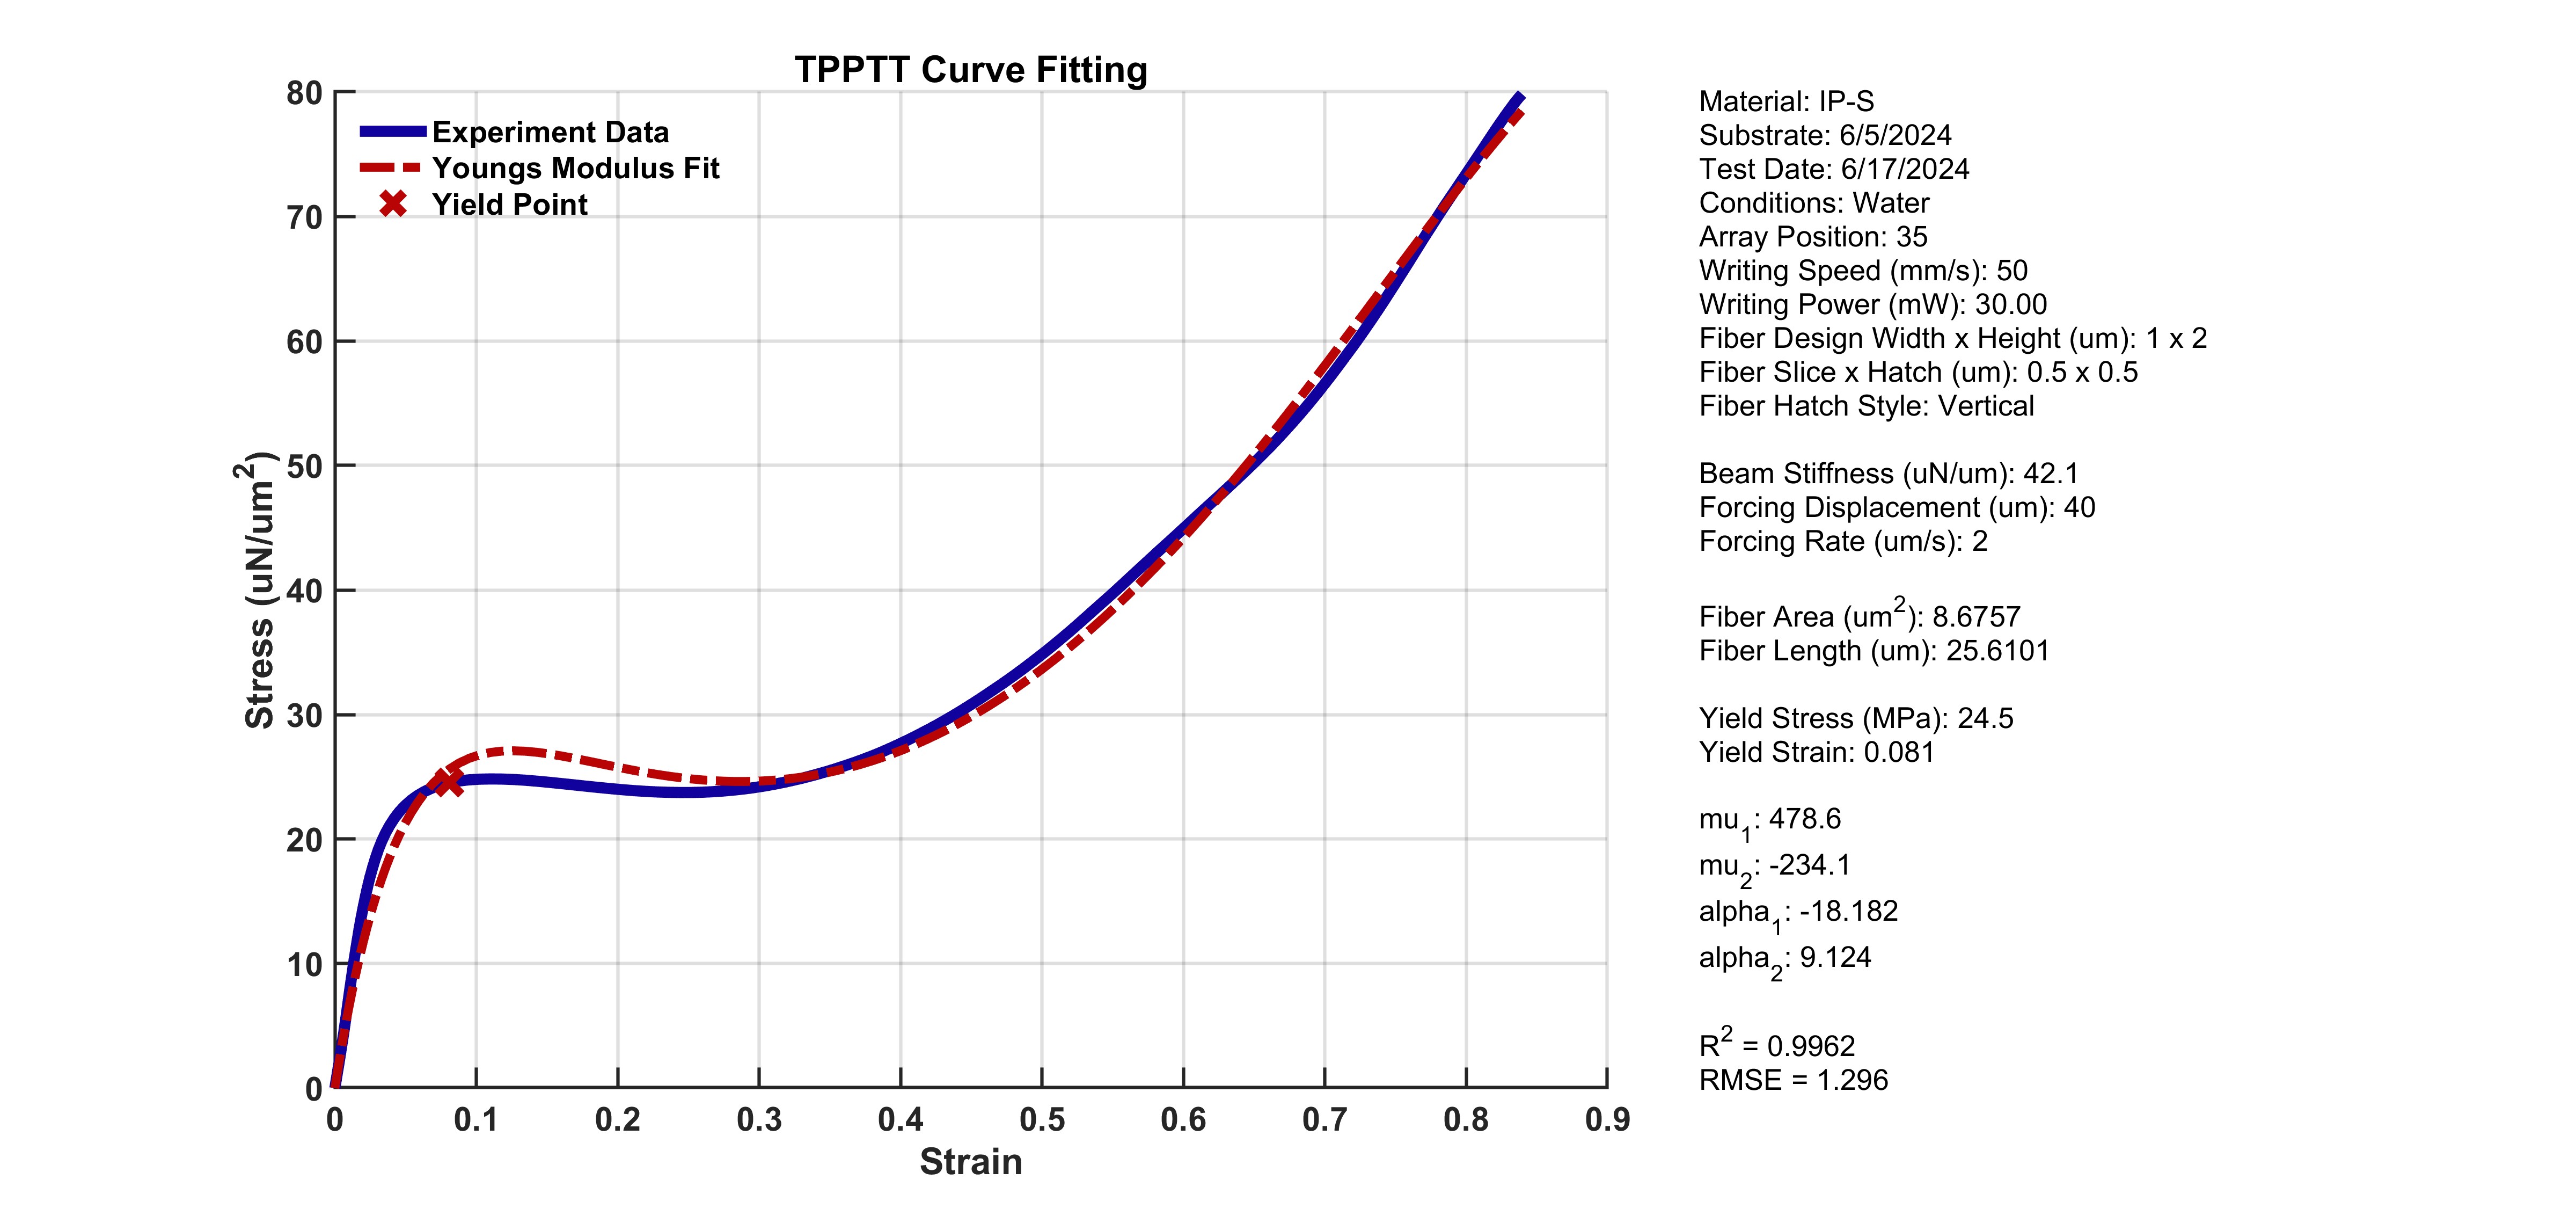 TPPTT Curve Fitting
80
70
60
50
40
30
20
10
0
Stress (uN/um²)
Experiment Data
Youngs Modulus Fit
Yield Point
0 0.1 0.2 0.3 0.4 0.5 0.6 0.7 0.8 0.9
Strain
Material: IP-S
Substrate: 6/5/2024
Test Date: 6/17/2024
Conditions: Water
Array Position: 35
Writing Speed (mm/s): 50
Writing Power (mW): 30.00
Fiber Design Width x Height (um): 1 x 2
Fiber Slice x Hatch (um): 0.5 x 0.5
Fiber Hatch Style: Vertical
Beam Stiffness (uN/um): 42.1
Forcing Displacement (um): 40
Forcing Rate (um/s): 2
Fiber Area (um²): 8.6757
Fiber Length (um): 25.6101
Yield Stress (MPa): 24.5
Yield Strain: 0.081
mu₁: 478.6
mu₂: -234.1
alpha₁: -18.182
alpha₂: 9.124
R² = 0.9962
RMSE = 1.296